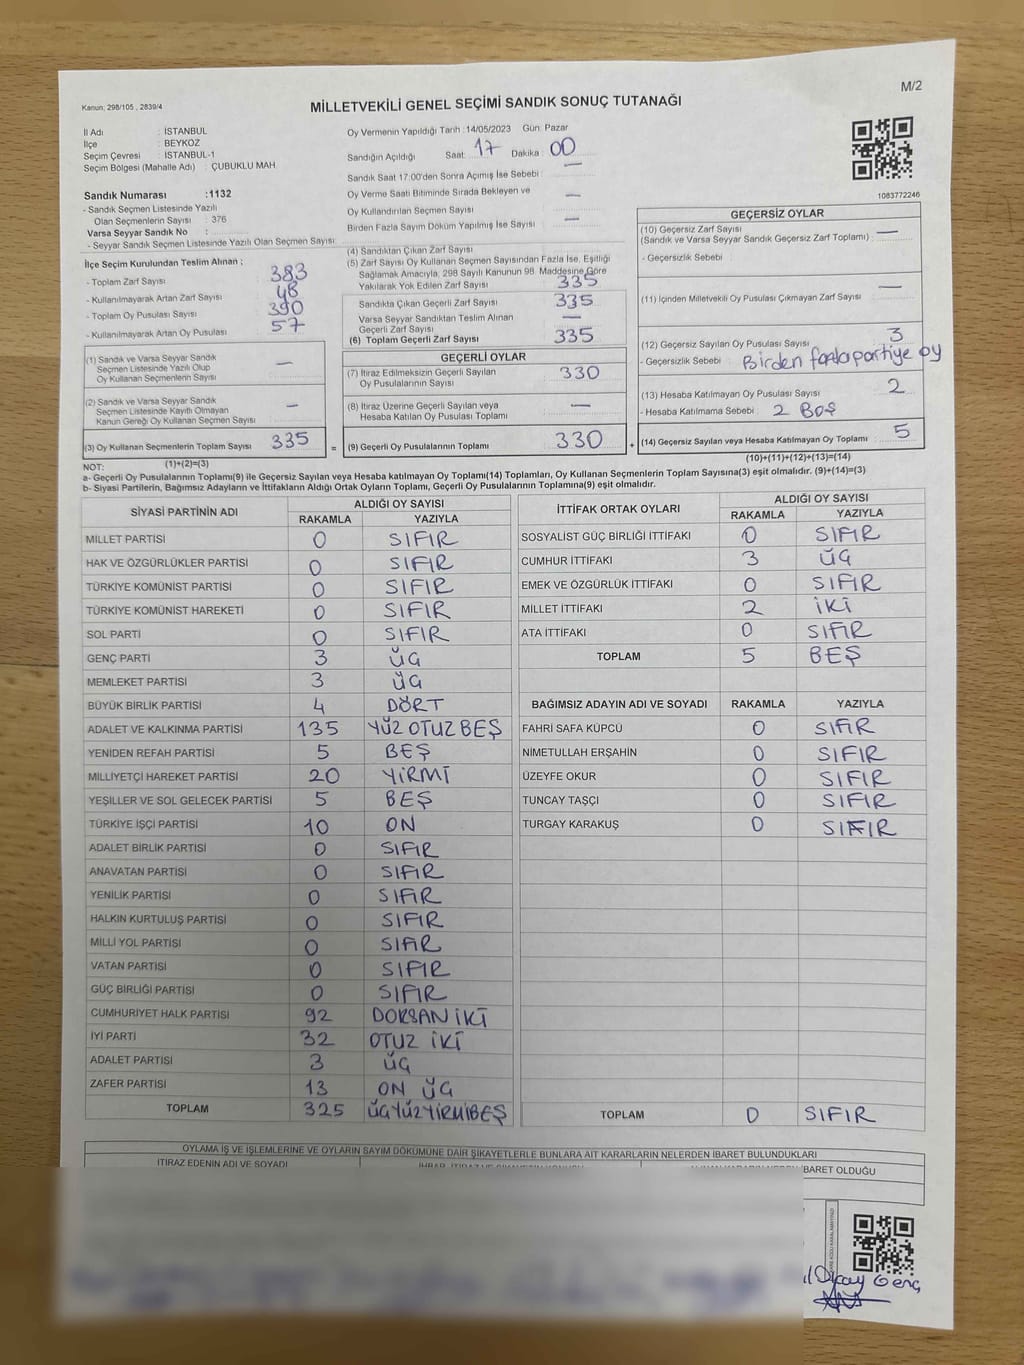 M/2
Kanun; 298/105 , 2839/4
MİLLETVEKİLİ GENEL SEÇİMİ SANDIK SONUÇ TUTANAĞI
İl Adı : İSTANBUL
İlçe : BEYKOZ
Seçim Çevresi : İSTANBUL-1
Seçim Bölgesi (Mahalle Adı) : ÇUBUKLU MAH.
Sandık Numarası :1132
- Sandık Seçmen Listesinde Yazılı
Olan Seçmenlerin Sayısı : 376
Varsa Seyyar Sandık No :
- Seyyar Sandık Seçmen Listesinde Yazılı Olan Seçmen Sayısı:
Oy Vermenin Yapıldığı Tarih :14/05/2023 Gün: Pazar
Sandığın Açıldığı Saat: 17 Dakika: 00
Sandık Saat 17:00'den Sonra Açılmış İse Sebebi : —
Oy Verme Saati Bitiminde Sırada Bekleyen ve
Oy Kullandırılan Seçmen Sayısı —
Birden Fazla Sayım Döküm Yapılmış İse Sayısı : —
1083772246
İlçe Seçim Kurulundan Teslim Alınan ;
- Toplam Zarf Sayısı : 383
- Kullanılmayarak Artan Zarf Sayısı : 48
- Toplam Oy Pusulası Sayısı : 390
- Kullanılmayarak Artan Oy Pusulası : 57
(4) Sandıktan Çıkan Zarf Sayısı
(5) Zarf Sayısı Oy Kullanan Seçmen Sayısından Fazla İse, Eşitliği
Sağlamak Amacıyla, 298 Sayılı Kanunun 98. Maddesine Göre
Yakılarak Yok Edilen Zarf Sayısı : 335
Sandıkta Çıkan Geçerli Zarf Sayısı : 335
Varsa Seyyar Sandıktan Teslim Alınan
Geçerli Zarf Sayısı —
(6) Toplam Geçerli Zarf Sayısı : 335
(1) Sandık ve Varsa Seyyar Sandık
Seçmen Listesinde Yazılı Olup
Oy Kullanan Seçmenlerin Sayısı : —
(2) Sandık ve Varsa Seyyar Sandık
Seçmen Listesinde Kayıtlı Olmayan
Kanun Gereği Oy Kullanan Seçmen Sayısı : —
(3) Oy Kullanan Seçmenlerin Toplam Sayısı : 335
(1)+(2)=(3)
GEÇERLİ OYLAR
(7) İtiraz Edilmeksizin Geçerli Sayılan
Oy Pusulalarının Sayısı : 330
(8) İtiraz Üzerine Geçerli Sayılan veya
Hesaba Katılan Oy Pusulası Toplamı : —
= (9) Geçerli Oy Pusulalarının Toplamı : 330 +
GEÇERSİZ OYLAR
(10) Geçersiz Zarf Sayısı
(Sandık ve Varsa Seyyar Sandık Geçersiz Zarf Toplamı) : —
- Geçersizlik Sebebi :
(11) İçinden Milletvekili Oy Pusulası Çıkmayan Zarf Sayısı : —
(12) Geçersiz Sayılan Oy Pusulası Sayısı : 3
- Geçersizlik Sebebi : Birden fazla partiye oy
(13) Hesaba Katılmayan Oy Pusulası Sayısı : 2
- Hesaba Katılmama Sebebi : 2 BOŞ
(14) Geçersiz Sayılan veya Hesaba Katılmayan Oy Toplamı : 5
(10)+(11)+(12)+(13)=(14)
NOT:
a- Geçerli Oy Pusulalarının Toplamı(9) ile Geçersiz Sayılan veya Hesaba Katılmayan Oy Toplamı(14) Toplamları, Oy Kullanan Seçmenlerin Toplam Sayısına(3) eşit olmalıdır. (9)+(14)=(3)
b- Siyasi Partilerin, Bağımsız Adayların ve İttifakların Aldığı Ortak Oyların Toplamı, Geçerli Oy Pusulalarının Toplamına(9) eşit olmalıdır.
SİYASİ PARTİNİN ADI ALDIĞI OY SAYISI
RAKAMLA YAZIYLA
MİLLET PARTİSİ 0 SIFIR
HAK VE ÖZGÜRLÜKLER PARTİSİ 0 SIFIR
TÜRKİYE KOMÜNİST PARTİSİ 0 SIFIR
TÜRKİYE KOMÜNİST HAREKETİ 0 SIFIR
SOL PARTİ 0 SIFIR
GENÇ PARTİ 3 ÜÇ
MEMLEKET PARTİSİ 3 ÜÇ
BÜYÜK BİRLİK PARTİSİ 4 DÖRT
ADALET VE KALKINMA PARTİSİ 135 YÜZ OTUZ BEŞ
YENİDEN REFAH PARTİSİ 5 BEŞ
MİLLİYETÇİ HAREKET PARTİSİ 20 YİRMİ
YEŞİLLER VE SOL GELECEK PARTİSİ 5 BEŞ
TÜRKİYE İŞÇİ PARTİSİ 10 ON
ADALET BİRLİK PARTİSİ 0 SIFIR
ANAVATAN PARTİSİ 0 SIFIR
YENİLİK PARTİSİ 0 SIFIR
HALKIN KURTULUŞ PARTİSİ 0 SIFIR
MİLLİ YOL PARTİSİ 0 SIFIR
VATAN PARTİSİ 0 SIFIR
GÜÇ BİRLİĞİ PARTİSİ 0 SIFIR
CUMHURİYET HALK PARTİSİ 92 DOKSAN İKİ
İYİ PARTİ 32 OTUZ İKİ
ADALET PARTİSİ 3 ÜÇ
ZAFER PARTİSİ 13 ON ÜÇ
TOPLAM 325 ÜÇ YÜZ YİRMİ BEŞ
İTTİFAK ORTAK OYLARI ALDIĞI OY SAYISI
RAKAMLA YAZIYLA
SOSYALİST GÜÇ BİRLİĞİ İTTİFAKI 0 SIFIR
CUMHUR İTTİFAKI 3 ÜÇ
EMEK VE ÖZGÜRLÜK İTTİFAKI 0 SIFIR
MİLLET İTTİFAKI 2 İKİ
ATA İTTİFAKI 0 SIFIR
TOPLAM 5 BEŞ
BAĞIMSIZ ADAYIN ADI VE SOYADI RAKAMLA YAZIYLA
FAHRİ SAFA KÜPCÜ 0 SIFIR
NİMETULLAH ERŞAHİN 0 SIFIR
ÜZEYFE OKUR 0 SIFIR
TUNCAY TAŞÇI 0 SIFIR
TURGAY KARAKUŞ 0 SIFIR
TOPLAM 0 SIFIR
OYLAMA İŞ VE İŞLEMLERİNE VE OYLARIN SAYIM DÖKÜMÜNE DAİR ŞİKAYETLERLE BUNLARA AİT KARARLARIN NELERDEN İBARET BULUNDUKLARI
İTİRAZ EDENİN ADI VE SOYADI
İBARET OLDUĞU
Genç